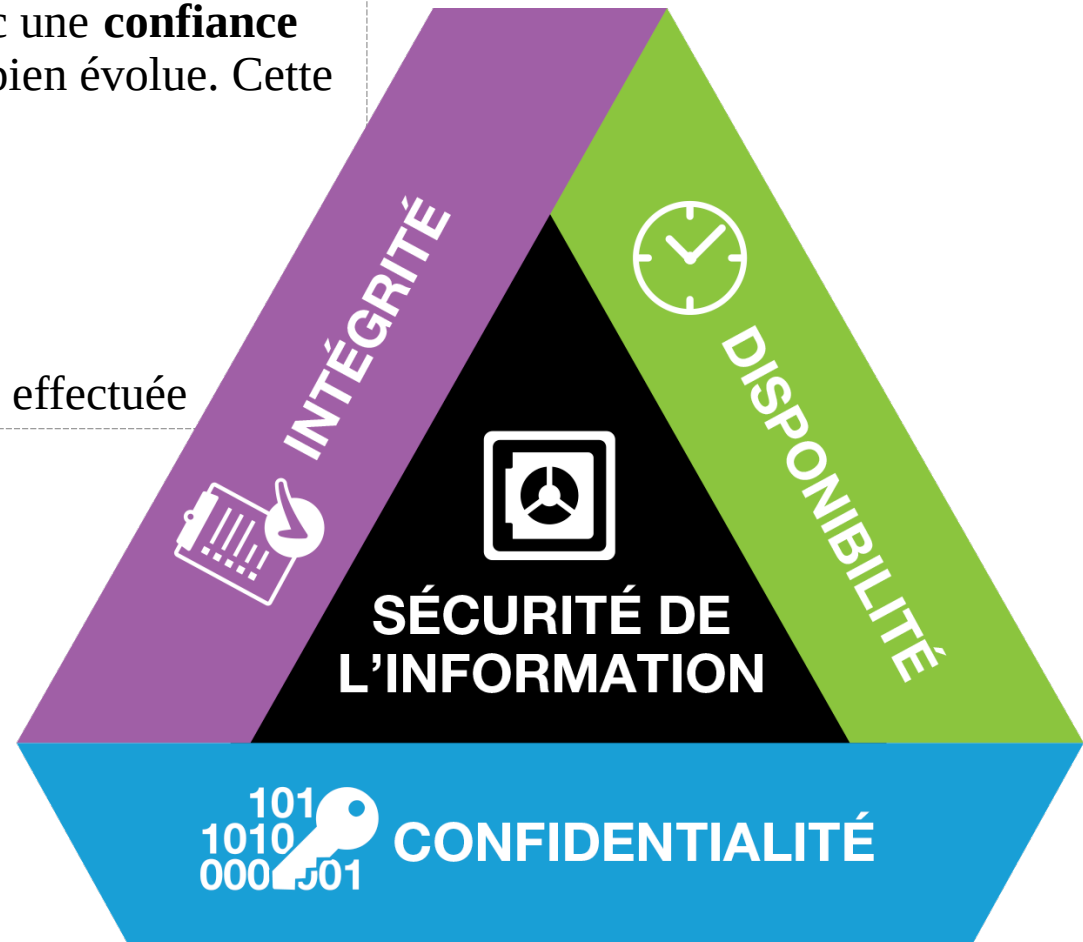 c une confiance
bien évolue. Cette
effectuée
INTÉGRITÉ
DISPONIBILITÉ
SÉCURITÉ DE
L’INFORMATION
101
1010
CONFIDENTIALITÉ